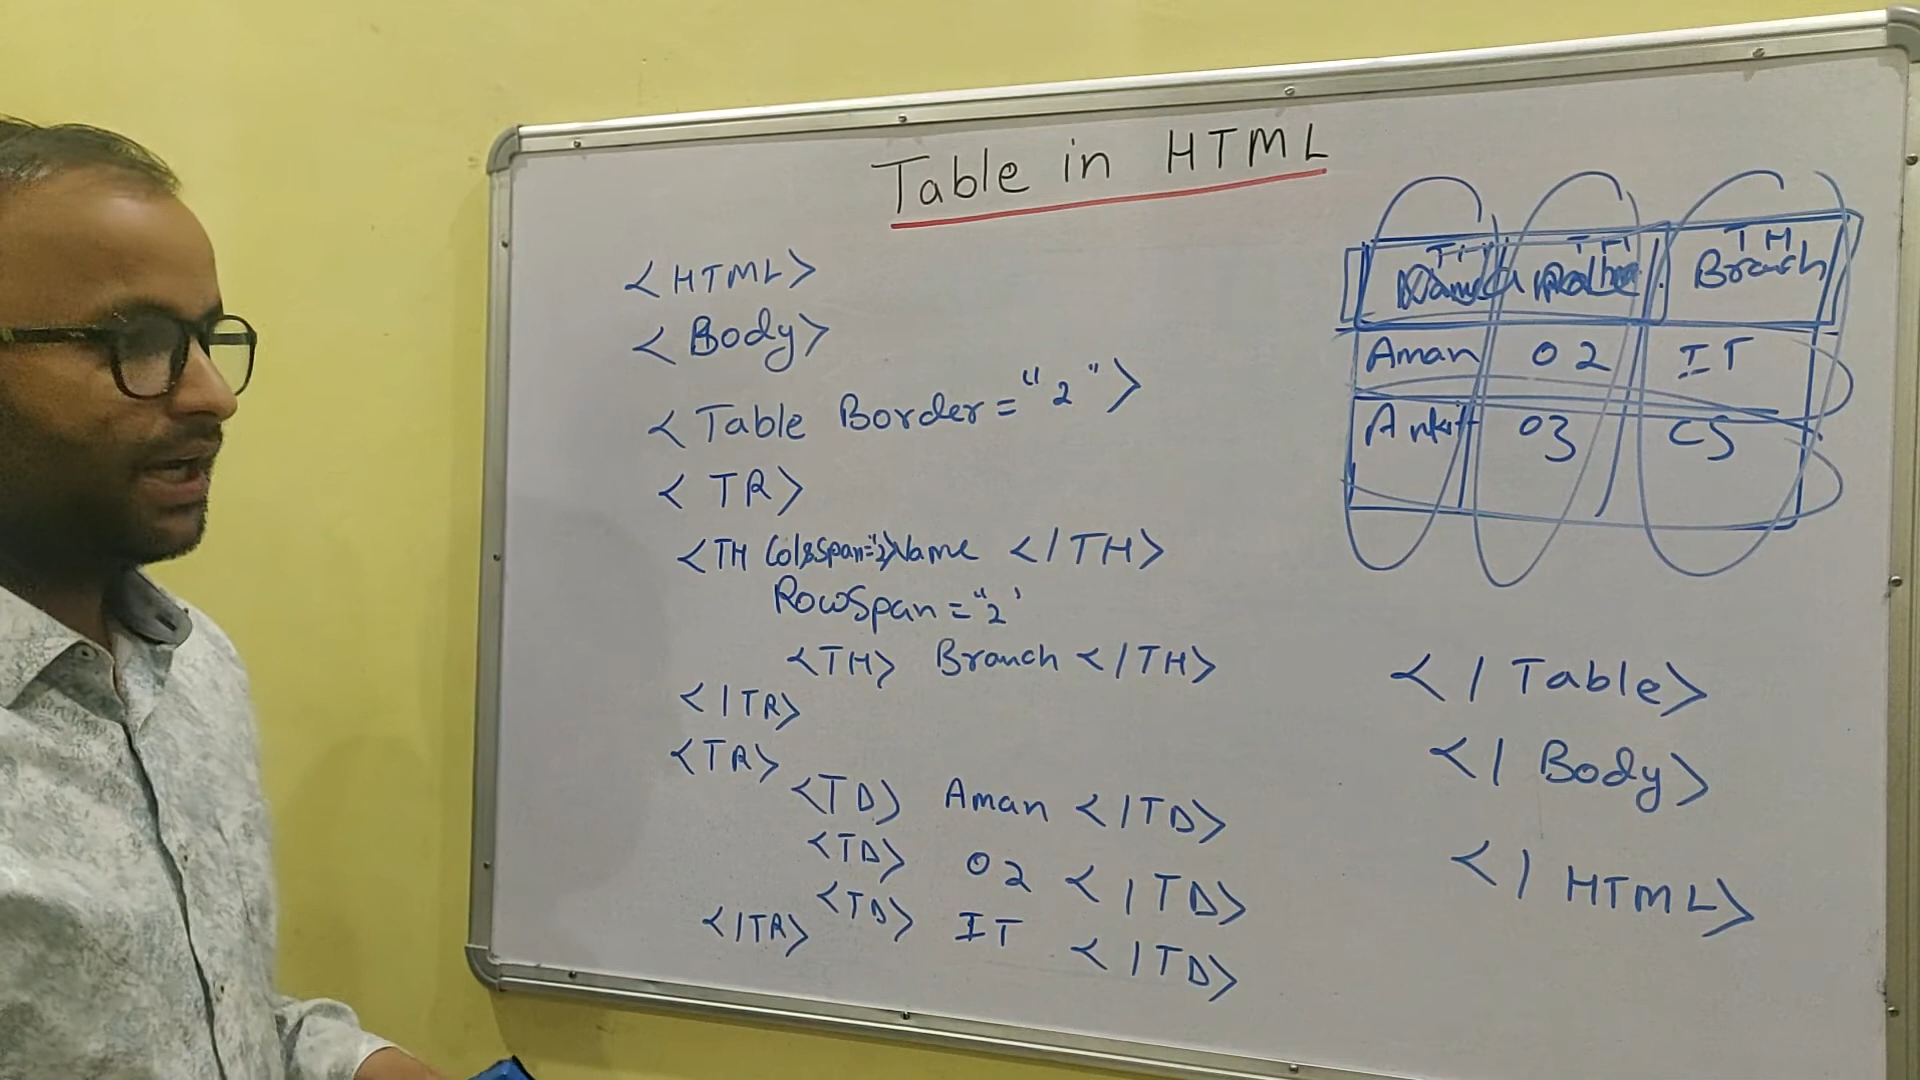 Table in HTML
<HTML>
<Body>
<Table Border="2">
<TR>
<TH ColsSpan="2">Name </TH>
RowSpan="2'
<TH> Branch </TH>
</TR>
<TR>
<TD> Aman </TD>
<TD> 02 </TD>
<TD> IT </TD>
</TR>
TH TH TH
Branch
Aman 02 IT
Ankit 03 CS
</Table>
</Body>
</HTML>